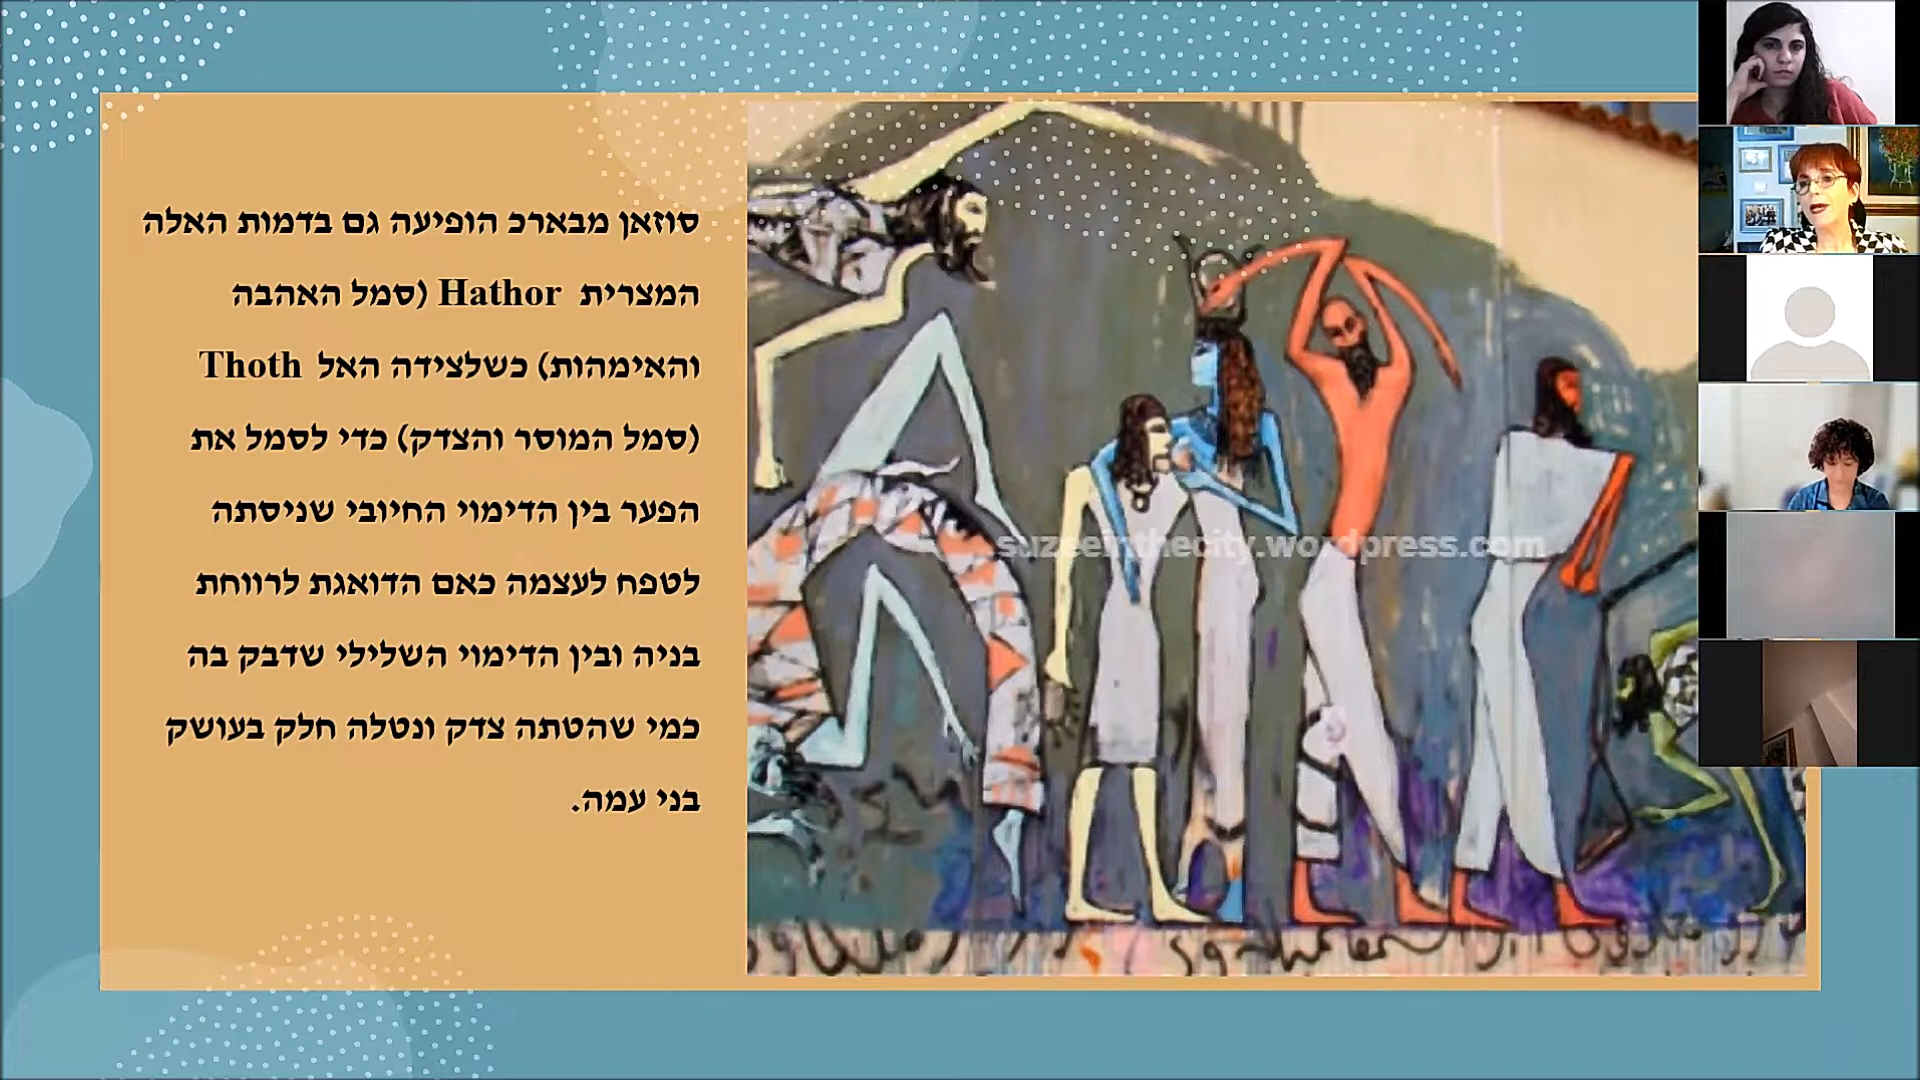 סוזאן מבארכ הופיעה גם בדמות האלה
המצרית Hathor (סמל האהבה
והאימהות) כשלצידה האל Thoth
(סמל המוסר והצדק) כדי לסמל את
הפער בין הדימוי החיובי שניסתה
לטפח לעצמה כאם הדואגת לרווחת
בניה ובין הדימוי השלילי שדבק בה
כמי שהטתה צדק ונטלה חלק בעושק
בני עמה.
suzeeinthecity.wordpress.com